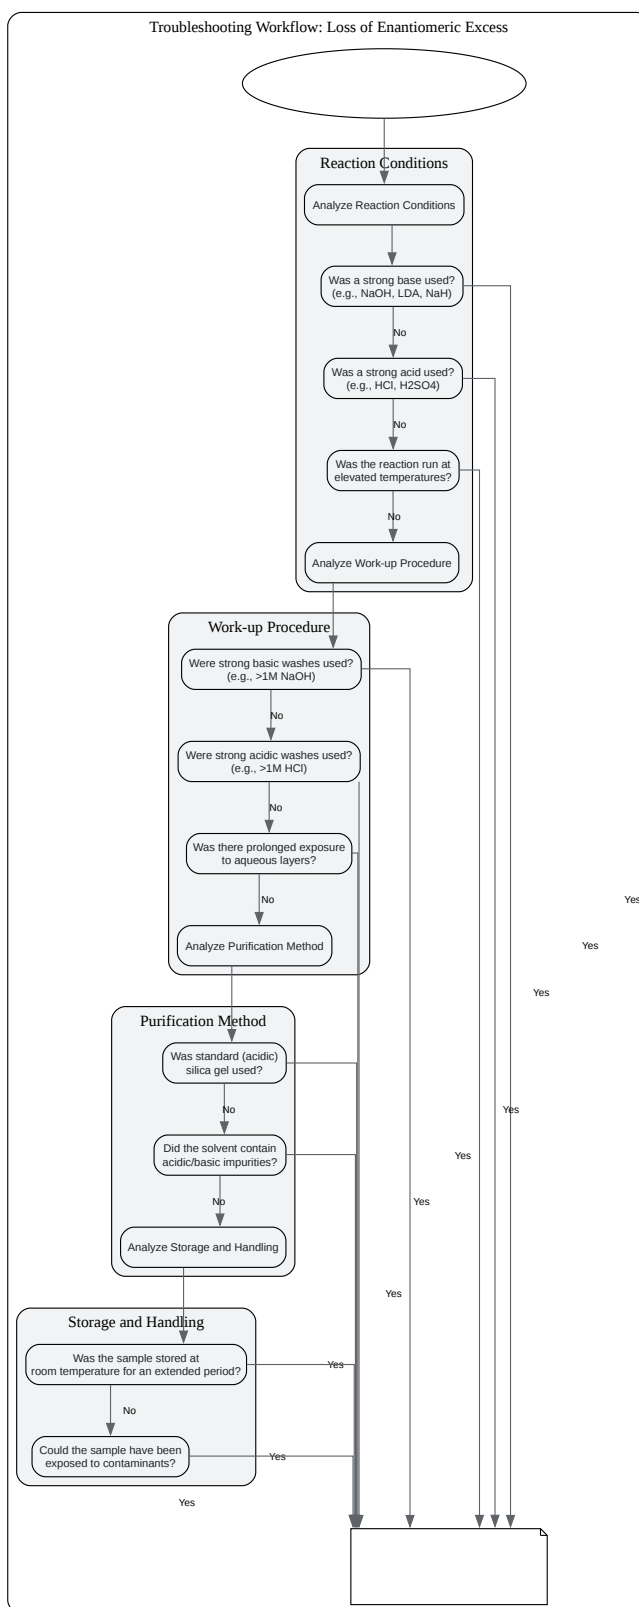 Troubleshooting Workflow: Loss of Enantiomeric Excess
Reaction Conditions
Analyze Reaction Conditions
Was a strong base used?
(e.g., NaOH, LDA, NaH)
No
Was a strong acid used?
(e.g., HCl, H2SO4)
No
Was the reaction run at
elevated temperatures?
No
Analyze Work-up Procedure
Work-up Procedure
Were strong basic washes used?
(e.g., >1M NaOH)
No
Were strong acidic washes used?
(e.g., >1M HCl)
No
Was there prolonged exposure
to aqueous layers?
No
Yes
Analyze Purification Method
Yes
Yes
Purification Method
Was standard (acidic)
silica gel used?
No
Yes
Did the solvent contain
acidic/basic impurities?
Yes
No
Yes
Analyze Storage and Handling
Yes
Storage and Handling
Was the sample stored at
room temperature for an extended period?
Yes
No
Could the sample have been
exposed to contaminants?
Yes
Yes